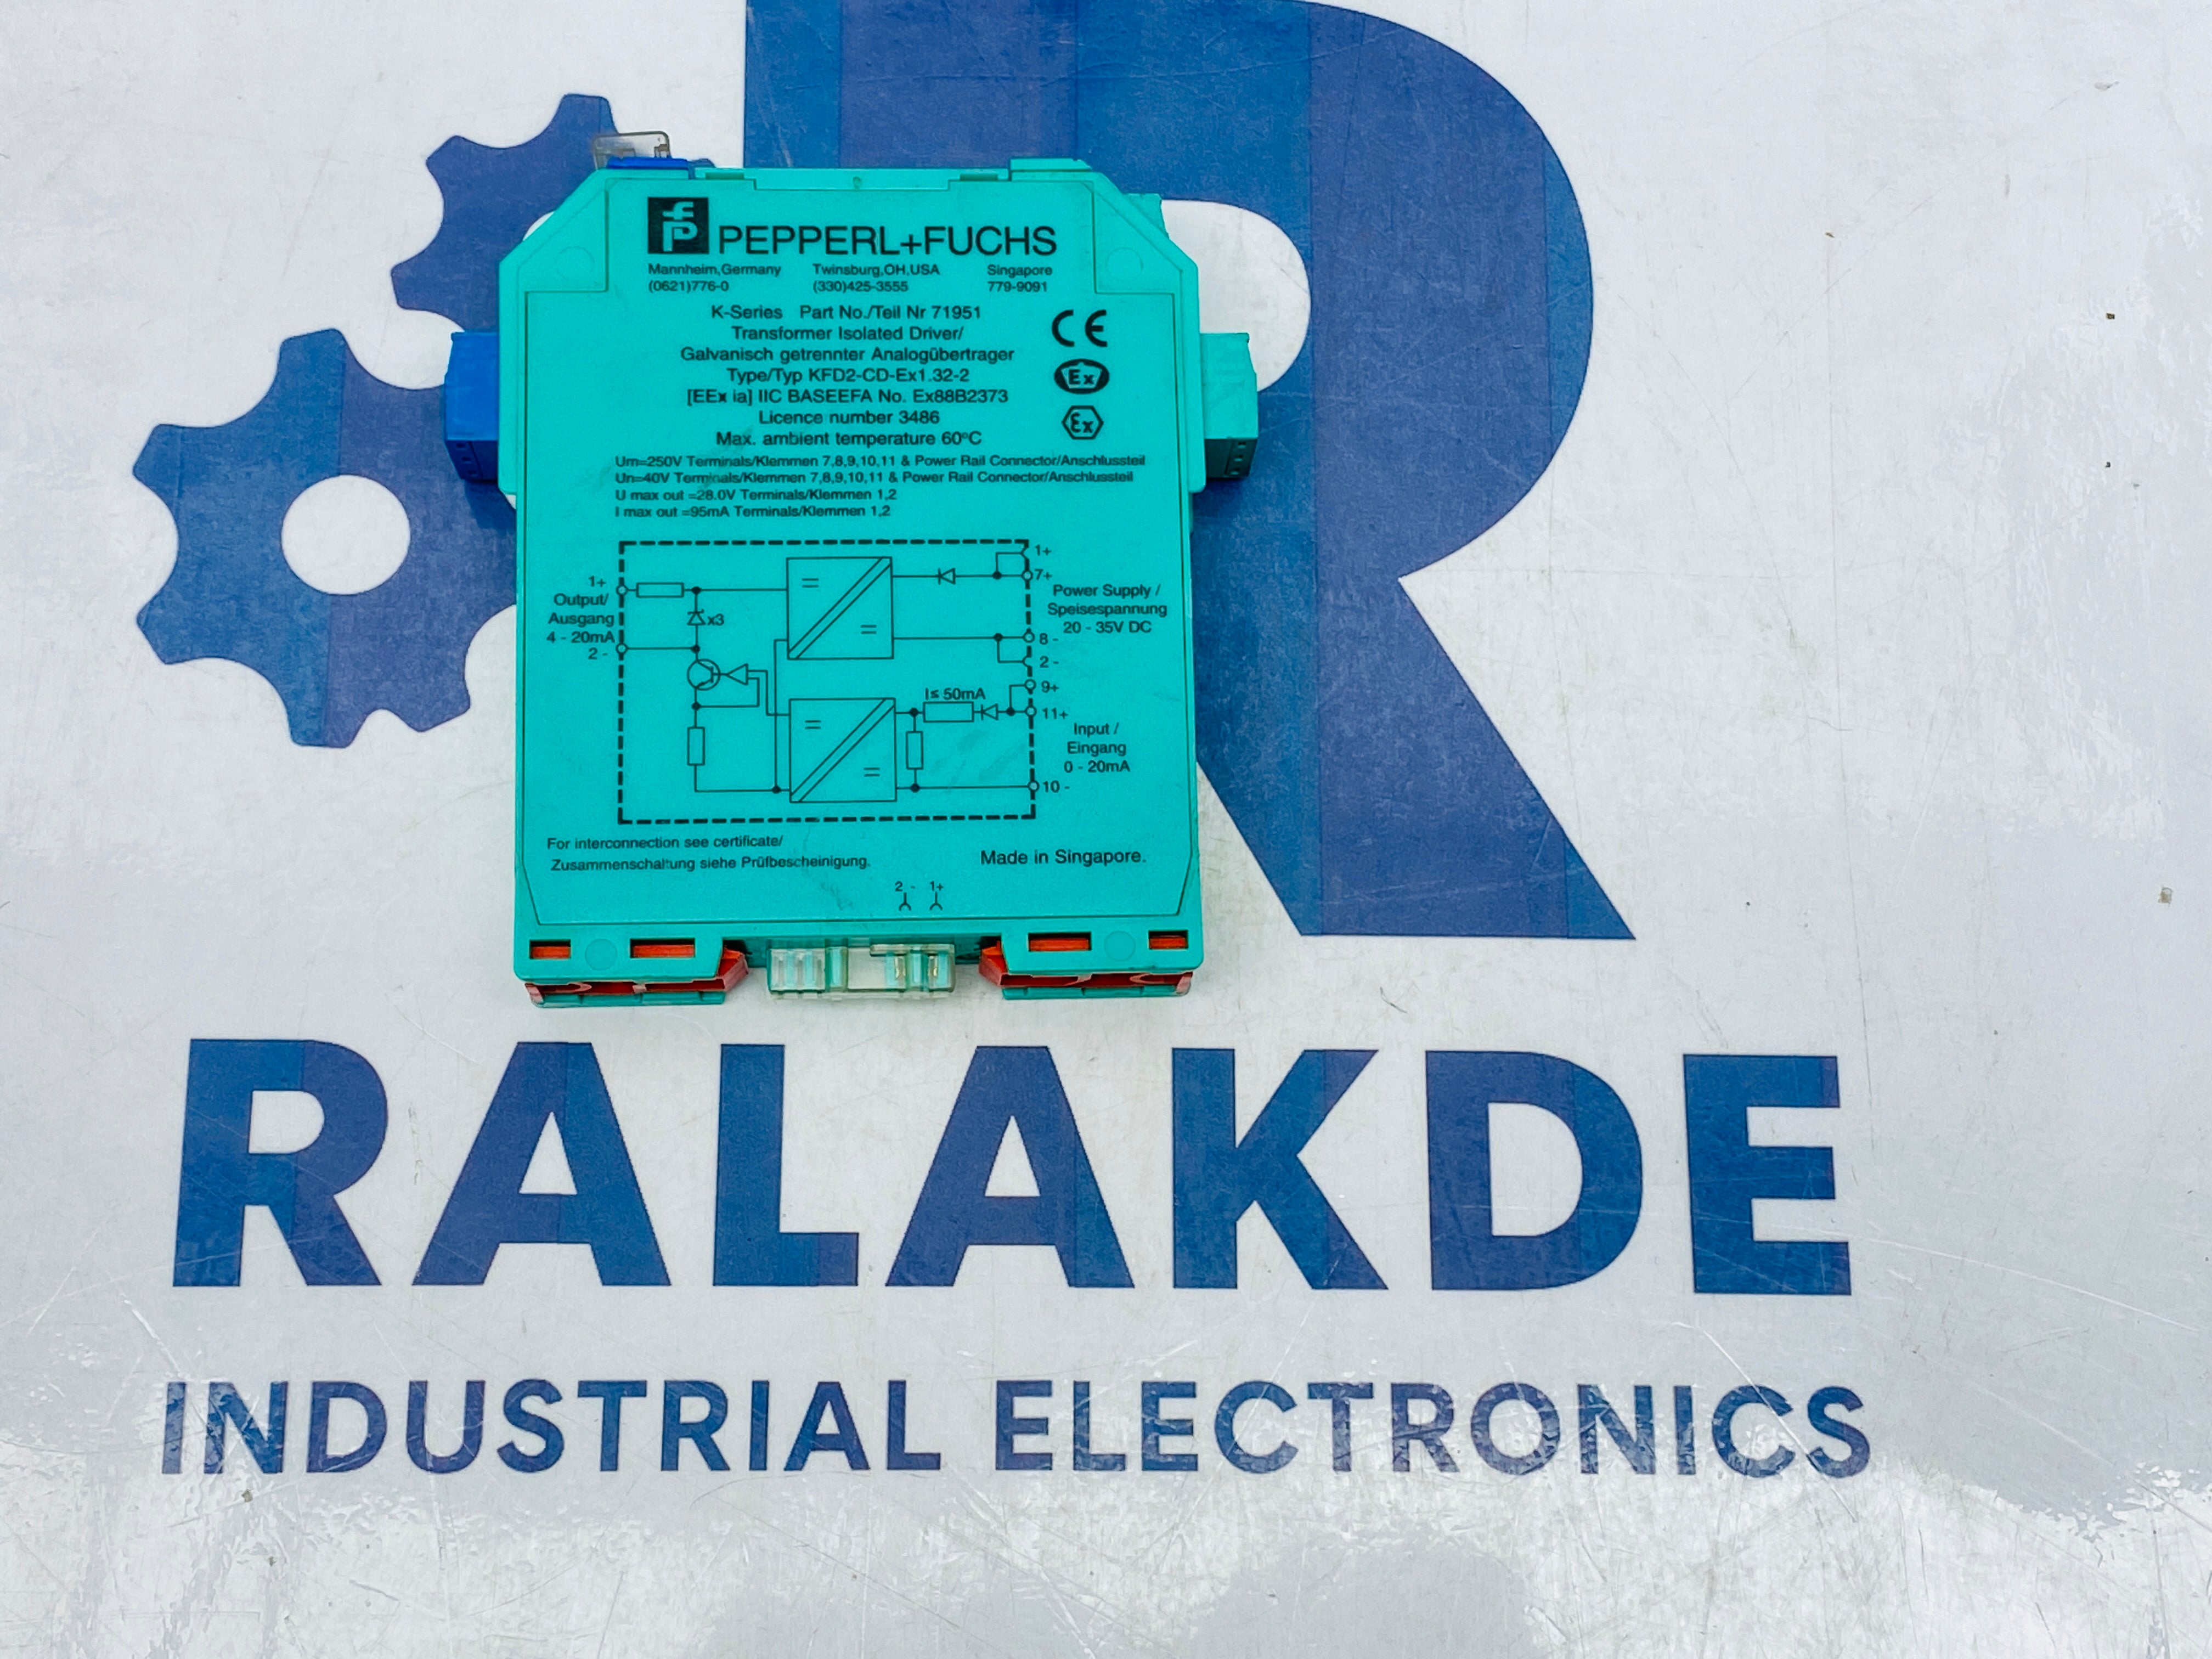 PEPPERL+FUCHS
Mannheim,Germany Twinsburg,OH,USA Singapore
(0621)776-0 (330)425-3555 779-9091
K-Series Part No./Teil Nr 71951
Transformer Isolated Driver/
Galvanisch getrennter Analogübertrager
Type/Typ KFD2-CD-Ex1.32-2
[EEx ia] IIC BASEEFA No. Ex88B2373
Licence number 3486
Max. ambient temperature 60°C
CE
Ex
Ex
Um=250V Terminals/Klemmen 7,8,9,10,11 & Power Rail Connector/Anschlussteil
Un=40V Terminals/Klemmen 7,8,9,10,11 & Power Rail Connector/Anschlussteil
U max out =28.0V Terminals/Klemmen 1,2
I max out =95mA Terminals/Klemmen 1,2
1+
Output/
Ausgang
4 - 20mA
2 -
x3
1+
7+
Power Supply /
Speisespannung
20 - 35V DC
8 -
2 -
I≤ 50mA
9+
11+
Input /
Eingang
0 - 20mA
10 -
For interconnection see certificate/
Zusammenschaltung siehe Prüfbescheinigung.
Made in Singapore.
2 - 1+
RALAKDE
INDUSTRIAL ELECTRONICS